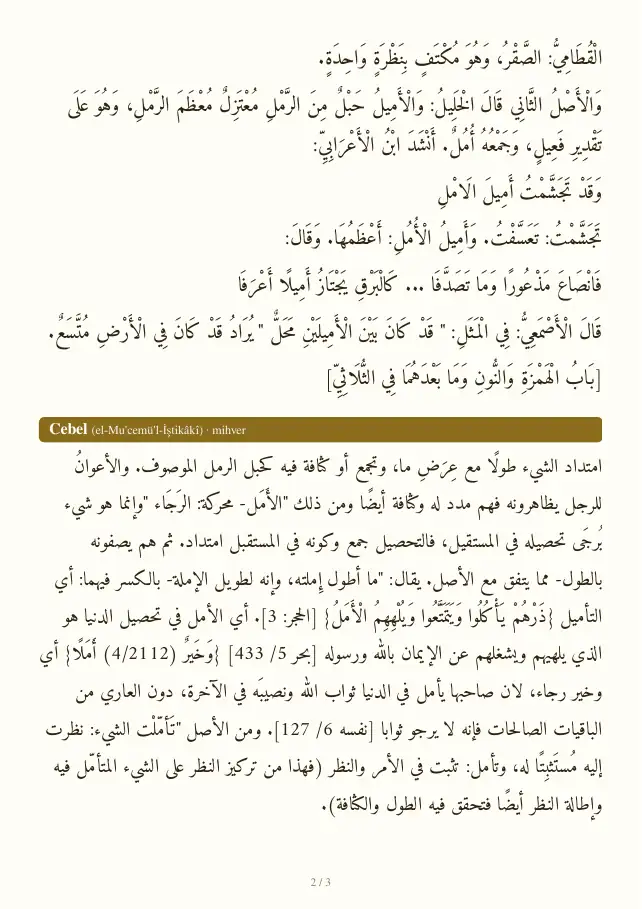 الْقُطَامِيُّ: الصَّقْرُ، وَهُوَ مُكْتَفٍ بِنَظْرَةٍ وَاحِدَةٍ.
وَالْأَصْلُ الثَّانِي قَالَ الْخَلِيلُ: وَالْأَمِيلُ حَبْلٌ مِنَ الرَّمْلِ مُعْتَزِلٌ مُعْظَمَ الرَّمْلِ، وَهُوَ عَلَى
تَقْدِيرِ فَعِيلٍ، وَجَمْعُهُ أُمُلٌ. أَنْشَدَ ابْنُ الْأَعْرَابِيِّ:
وَقَدْ تَجَشَّمْتُ أَمِيلَ الَامْلِ
تَجَشَّمْتُ: تَعَسَّفْتُ. وَأَمِيلُ الْأُمُلِ: أَعْظَمُهَا. وَقَالَ:
فَانْصَاعَ مَذْعُورًا وَمَا تَصَدَّفَا ... كَالْبَرْقِ يَجْتَازُ أَمِيلًا أَعْرَفَا
قَالَ الْأَصْمَعِيُّ: فِي الْمَثَلِ: " قَدْ كَانَ بَيْنَ الْأَمِيلَيْنِ مَحَلٌّ " يُرَادُ قَدْ كَانَ فِي الْأَرْضِ مُتَّسَعٌ.
[بَابُ الْهَمْزَةِ وَالنُّونِ وَمَا بَعْدَهُمَا فِي الثُّلَاثِيِّ]
Cebel (el-Mu'cemü'l-İştikâkî) · mihver
امتداد الشيء طولًا مع عِرَضِ ما، وتجمع أو كثافة فيه كحبل الرمل الموصوف. والأعوانُ
للرجل يظاهرونه فهم مدد له وكثافة أيضًا ومن ذلك "الأَمَل- محركة: الرَجَاء "وإنما هو شيء
يُرجَى تحصيله في المستقبل، فالتحصيل جمع وكونه في المستقبل امتداد. ثم هم يصفونه
بالطول- مما يتفق مع الأصل. يقال: "ما أطول إملته، وإنه لطويل الإملة- بالكسر فيهما: أي
التأميل {ذَرْهُمْ يَأْكُلُوا وَيَتَمَتَّعُوا وَيُلْهِهِمُ الْأَمَلُ} [الحجر: 3]. أي الأمل في تحصيل الدنيا هو
الذي يلهيهم ويشغلهم عن الإيمان بالله ورسوله [بحر 5/ 433] {وَخَيرٌ (4/2112) أَمَلًا} أي
وخير رجاء، لان صاحبها يأمل في الدنيا ثواب الله ونصيبَه في الآخرة، دون العاري من
الباقيات الصالحات فإنه لا يرجو ثوابا [نفسه 6/ 127]. ومن الأصل "تَأمّلْت الشيء: نظرت
إليه مُستَثبِتًا له، وتأمل: تثبت في الأمر والنظر (فهذا من تركيز النظر على الشيء المتأمّل فيه
وإطالة النظر أيضًا فتحقق فيه الطول والكثافة).
2 / 3